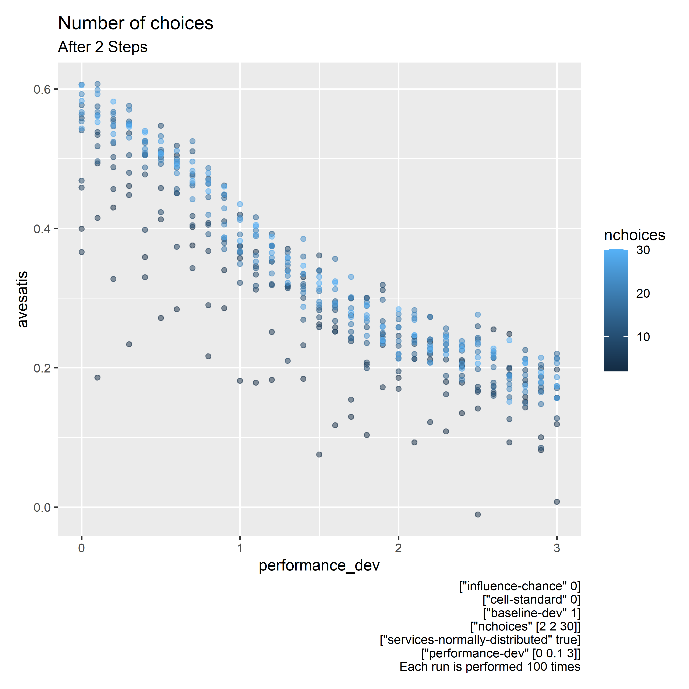 Number of choices
After 2 Steps
avesatis
0.6
0.4
0.2
0.0
0
1
2
3
performance_dev
nchoices
30
20
10
["influence-chance" 0]
["cell-standard" 0]
["baseline-dev" 1]
["nchoices" [2 2 30]]
["services-normally-distributed" true]
["performance-dev" [0 0.1 3]]
Each run is performed 100 times